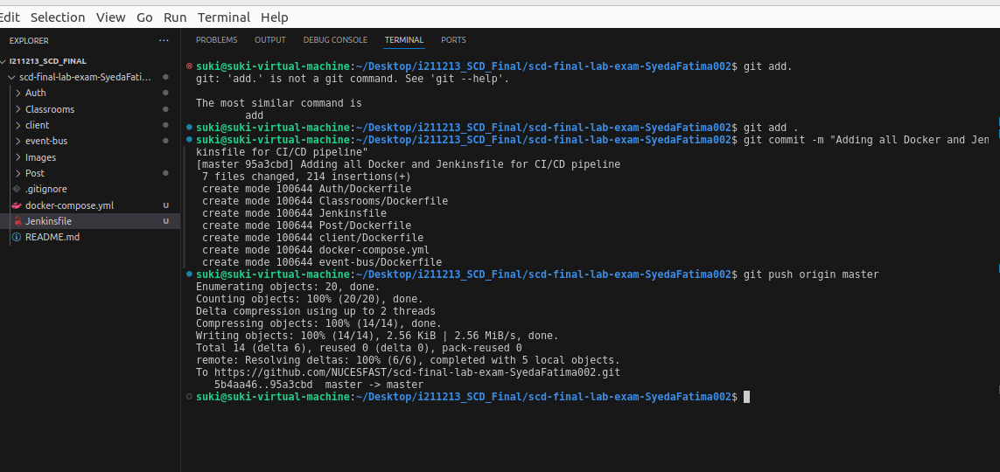 Edit Selection View Go Run Terminal Help
EXPLORER ...
PROBLEMS OUTPUT DEBUG CONSOLE TERMINAL PORTS
I211213_SCD_FINAL
scd-final-lab-exam-SyedaFati...
Auth
Classrooms
client
event-bus
Images
Post
.gitignore
docker-compose.yml U
Jenkinsfile U
README.md
suki@suki-virtual-machine:~/Desktop/i211213_SCD_Final/scd-final-lab-exam-SyedaFatima002$ git add.
git: 'add.' is not a git command. See 'git --help'.
The most similar command is
add
suki@suki-virtual-machine:~/Desktop/i211213_SCD_Final/scd-final-lab-exam-SyedaFatima002$ git add .
suki@suki-virtual-machine:~/Desktop/i211213_SCD_Final/scd-final-lab-exam-SyedaFatima002$ git commit -m "Adding all Docker and Jen
kinsfile for CI/CD pipeline"
[master 95a3cbd] Adding all Docker and Jenkinsfile for CI/CD pipeline
7 files changed, 214 insertions(+)
create mode 100644 Auth/Dockerfile
create mode 100644 Classrooms/Dockerfile
create mode 100644 Jenkinsfile
create mode 100644 Post/Dockerfile
create mode 100644 client/Dockerfile
create mode 100644 docker-compose.yml
create mode 100644 event-bus/Dockerfile
suki@suki-virtual-machine:~/Desktop/i211213_SCD_Final/scd-final-lab-exam-SyedaFatima002$ git push origin master
Enumerating objects: 20, done.
Counting objects: 100% (20/20), done.
Delta compression using up to 2 threads
Compressing objects: 100% (14/14), done.
Writing objects: 100% (14/14), 2.56 KiB | 2.56 MiB/s, done.
Total 14 (delta 6), reused 0 (delta 0), pack-reused 0
remote: Resolving deltas: 100% (6/6), completed with 5 local objects.
To https://github.com/NUCESFAST/scd-final-lab-exam-SyedaFatima002.git
5b4aa46..95a3cbd master -> master
suki@suki-virtual-machine:~/Desktop/i211213_SCD_Final/scd-final-lab-exam-SyedaFatima002$